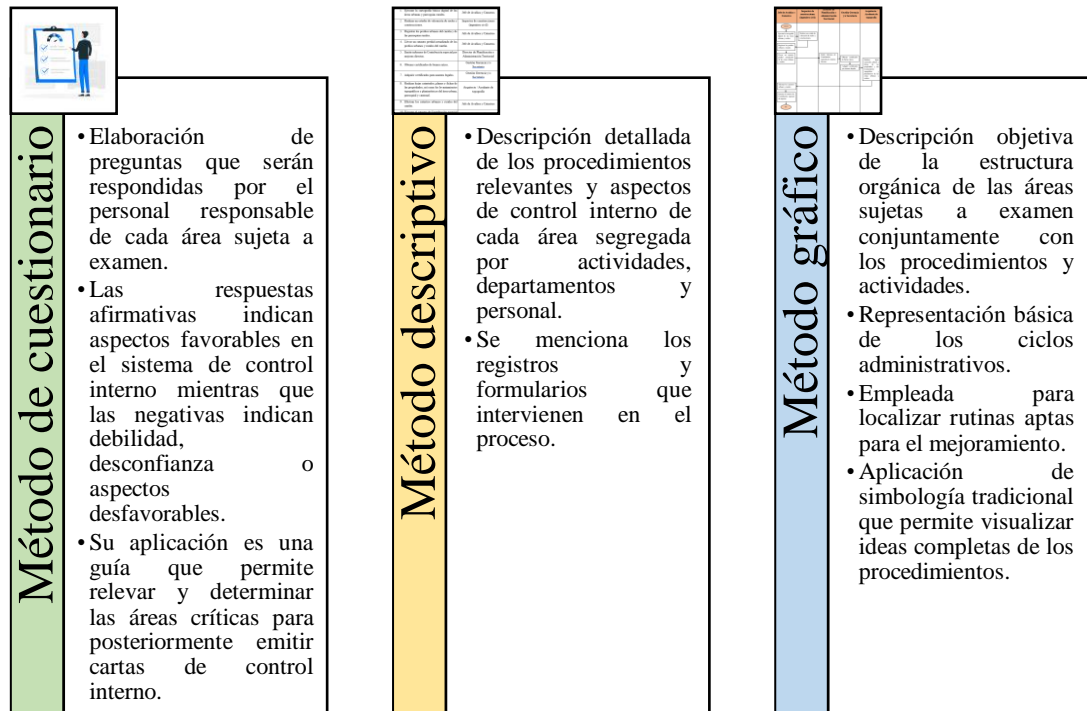 Método de cuestionario
• Elaboración de
preguntas que serán
respondidas por el
personal responsable
de cada área sujeta a
examen.
• Las respuestas
afirmativas indican
aspectos favorables en
el sistema de control
interno mientras que
las negativas indican
debilidad,
desconfianza o
aspectos
desfavorables.
• Su aplicación es una
guía que permite
relevar y determinar
las áreas críticas para
posteriormente emitir
cartas de control
interno.
Método descriptivo
• Descripción detallada
de los procedimientos
relevantes y aspectos
de control interno de
cada área segregada
por actividades,
departamentos y
personal.
• Se menciona los
registros y
formularios que
intervienen en el
proceso.
Método gráfico
• Descripción objetiva
de la estructura
orgánica de las áreas
sujetas a examen
conjuntamente con
los procedimientos y
actividades.
• Representación básica
de los ciclos
administrativos.
• Empleada para
localizar rutinas aptas
para el mejoramiento.
• Aplicación de
simbología tradicional
que permite visualizar
ideas completas de los
procedimientos.